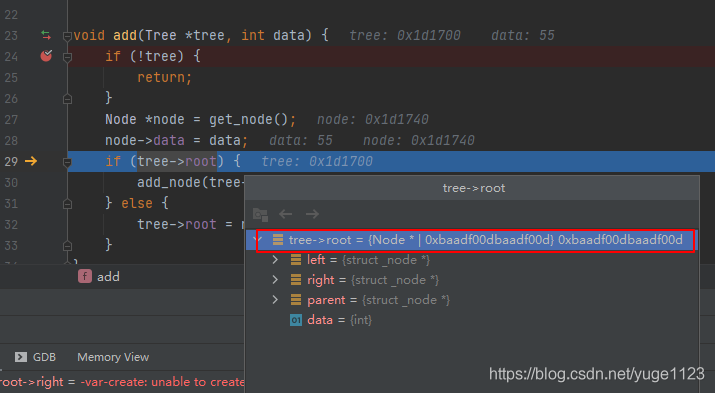 22
23 void add(Tree *tree, int data) { tree: 0x1d1700 data: 55
24 if (!tree) {
25 return;
26 }
27 Node *node = get_node(); node: 0x1d1740
28 node->data = data; data: 55 node: 0x1d1740
29 if (tree->root) { tree: 0x1d1700
30 add_node(tree-
31 } else {
32 tree->root = n
33 }
34 }
tree->root
tree->root = {Node * | 0xbaadf00dbaadf00d} 0xbaadf00dbaadf00d
left = {struct _node *}
right = {struct _node *}
parent = {struct _node *}
01 data = {int}
f add
GDB Memory View
root->right = -var-create: unable to create
https://blog.csdn.net/yuge1123